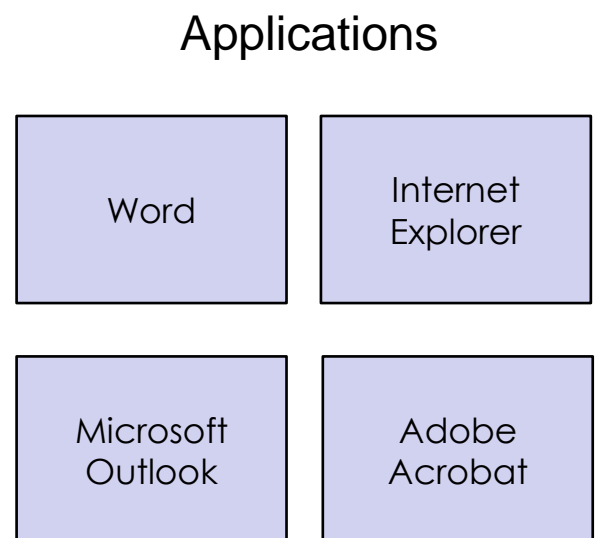 Applications
Word
Internet
Explorer
Microsoft
Outlook
Adobe
Acrobat